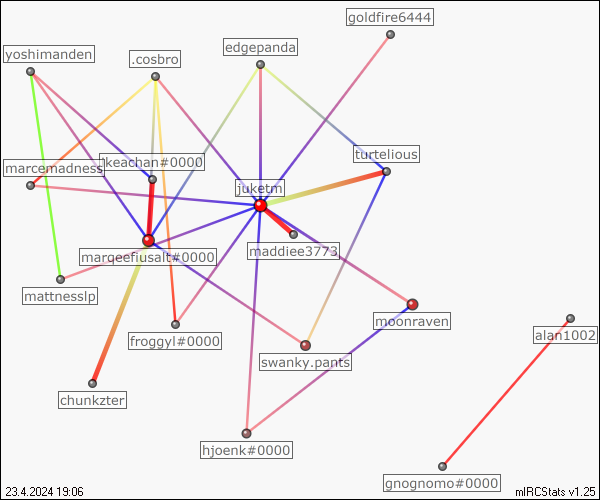 goldfire6444
edgepanda
yoshimanden
.cosbro
turtelious
marcemadness
keachan#0000
juketm
maddiee3773
marqeefiusalt#0000
mattnesslp
moonraven
alan1002
froggyl#0000
swanky.pants
chunkzter
hjoenk#0000
gnognomo#0000
23.4.2024 19:06
mIRCStats v1.25